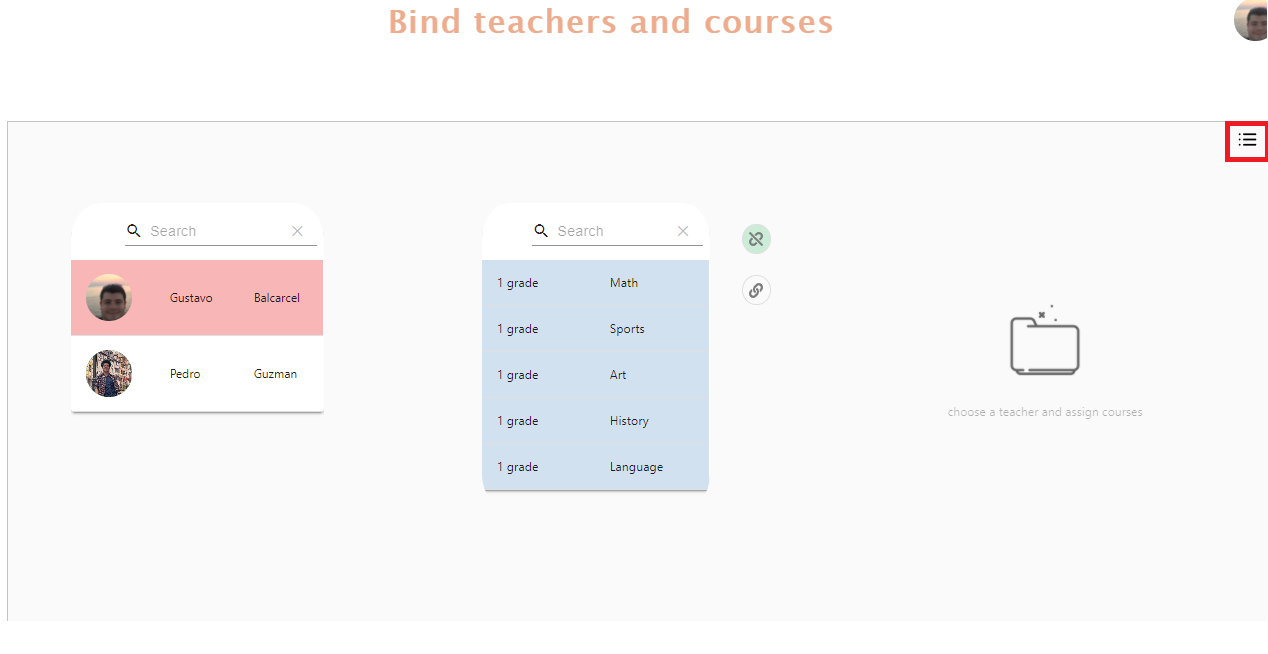 Bind teachers and courses
Search
Gustavo Balcarcel
Pedro Guzman
Search
1 grade Math
1 grade Sports
1 grade Art
1 grade History
1 grade Language
choose a teacher and assign courses